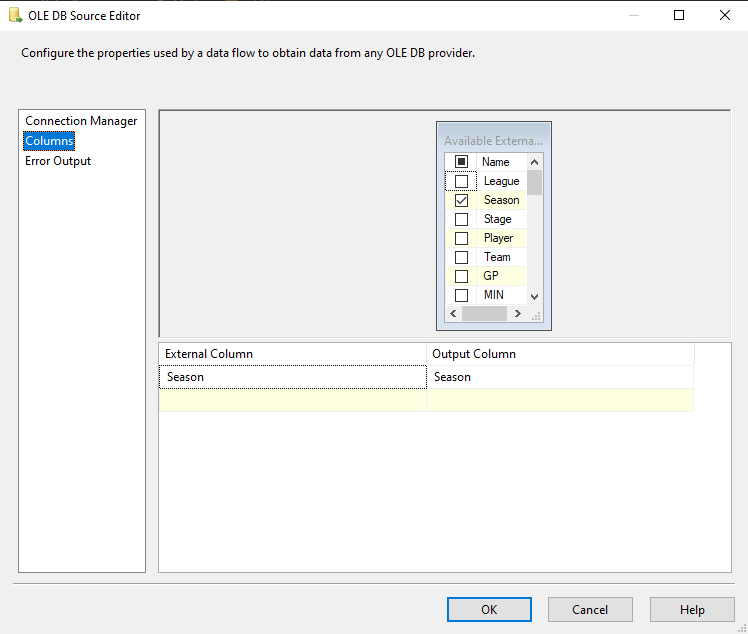 OLE DB Source Editor
Configure the properties used by a data flow to obtain data from any OLE DB provider.
Connection Manager
Columns
Error Output
Available Externa...
Name
League
Season
Stage
Player
Team
GP
MIN
External Column Output Column
Season Season
OK Cancel Help